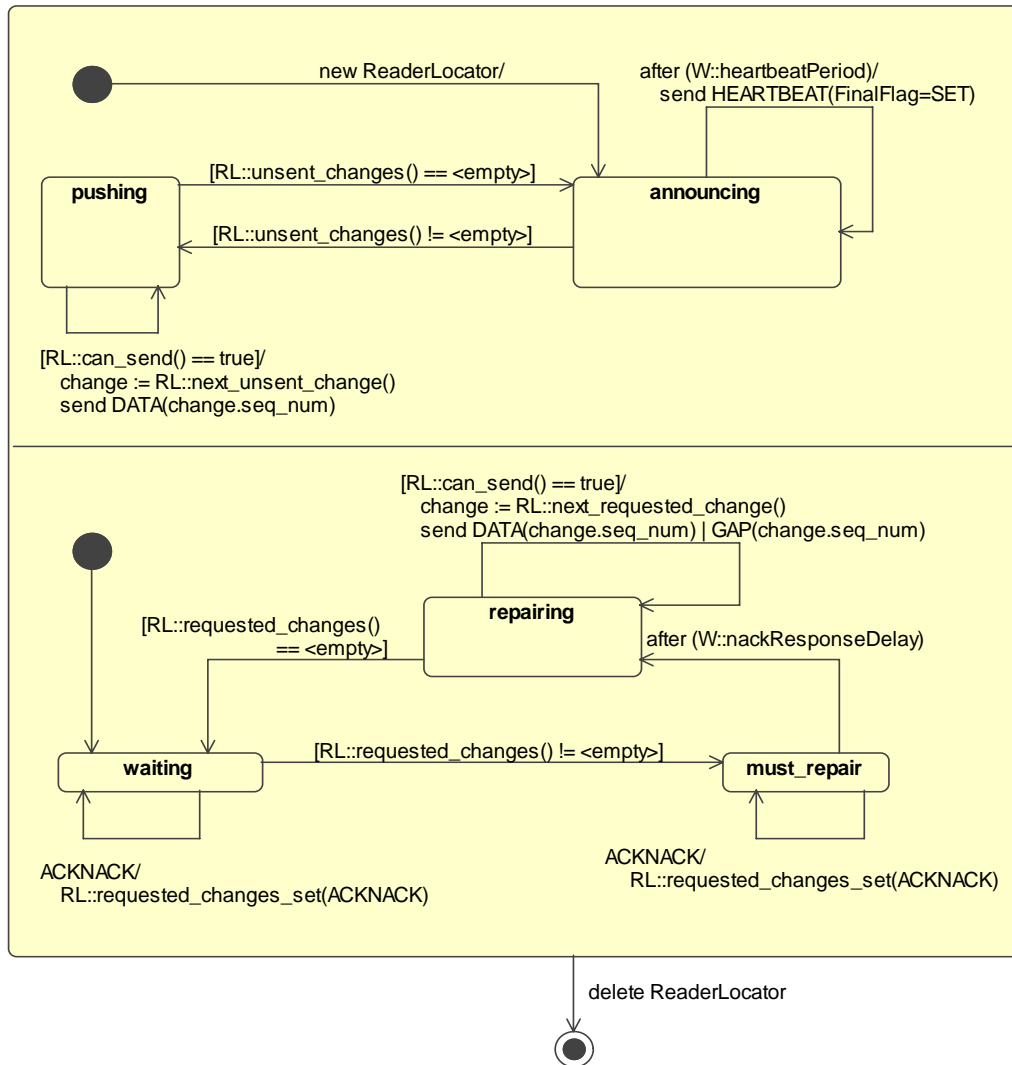 new ReaderLocator/
after (W::heartbeatPeriod)/
send HEARTBEAT(FinalFlag=SET)
[RL::unsent_changes() == <empty>]
pushing
announcing
[RL::unsent_changes() != <empty>]
[RL::can_send() == true]/
change := RL::next_unsent_change()
send DATA(change.seq_num)
[RL::can_send() == true]/
change := RL::next_requested_change()
send DATA(change.seq_num) | GAP(change.seq_num)
repairing
[RL::requested_changes()
== <empty>]
after (W::nackResponseDelay)
waiting
[RL::requested_changes() != <empty>]
must_repair
ACKNACK/
RL::requested_changes_set(ACKNACK)
ACKNACK/
RL::requested_changes_set(ACKNACK)
delete ReaderLocator